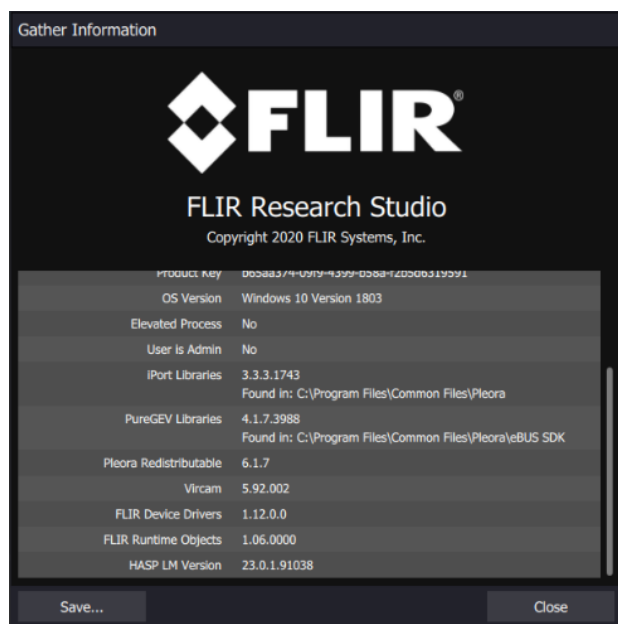 Gather Information
FLIR®
FLIR Research Studio
Copyright 2020 FLIR Systems, Inc.
Product Key
OS Version Windows 10 Version 1803
Elevated Process No
User is Admin No
iPort Libraries 3.3.3.1743
Found in: C:\Program Files\Common Files\Pleora
PureGEV Libraries 4.1.7.3988
Found in: C:\Program Files\Common Files\Pleora\eBUS SDK
Pleora Redistributable 6.1.7
Vircam 5.92.002
FLIR Device Drivers 1.12.0.0
FLIR Runtime Objects 1.06.0000
HASP LM Version 23.0.1.91038
Save... Close